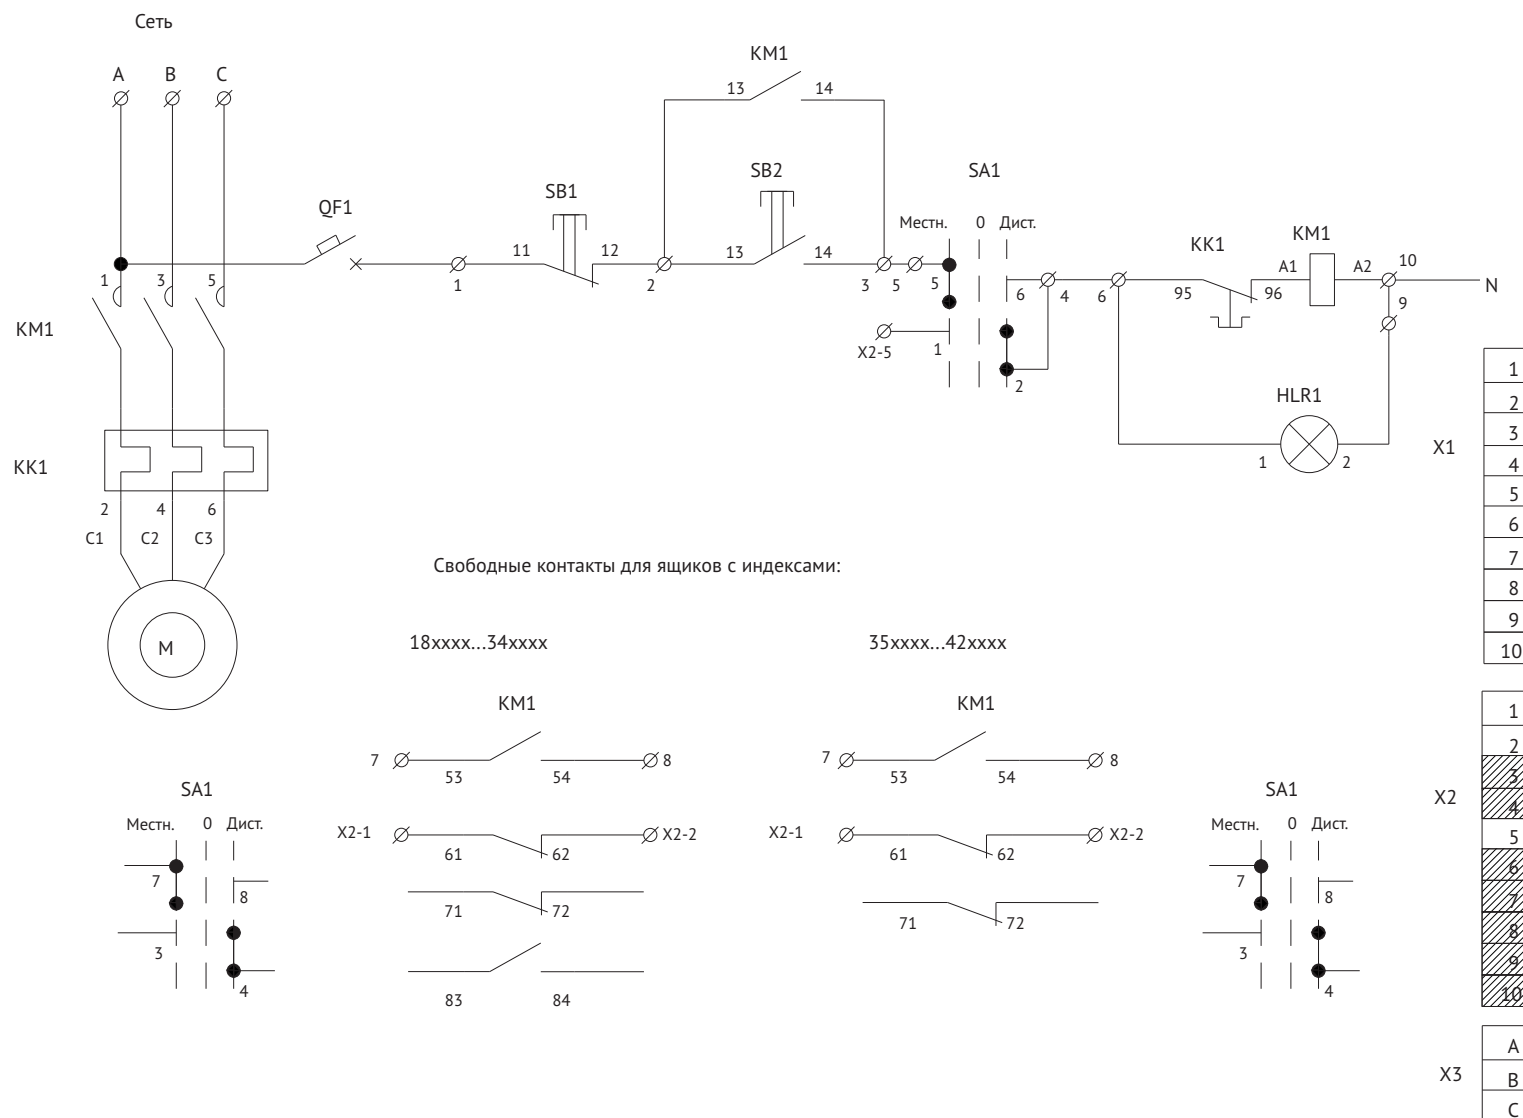 Сеть
A B C
KM1
13 14
SB1
SB2
SA1
QF1
Местн. 0 Дист.
11 12
13 14
KK1
KM1
A1 A2 10
1 3 5
1
2
3 5 5
6 4 6
95 96
N
9
KM1
X2-5 1
2
HLR1
1 2
KK1
2 4 6
C1 C2 C3
M
X1
1
2
3
4
5
6
7
8
9
10
Свободные контакты для ящиков с индексами:
18xxxx...34xxxx
35xxxx...42xxxx
SA1
Местн. 0 Дист.
7
8
3
4
KM1
7 8
53 54
X2-1 X2-2
61 62
71 72
83 84
KM1
7 8
53 54
X2-1 X2-2
61 62
71 72
SA1
Местн. 0 Дист.
7
8
3
4
X2
1
2
3
4
5
6
7
8
9
10
X3
A
B
C